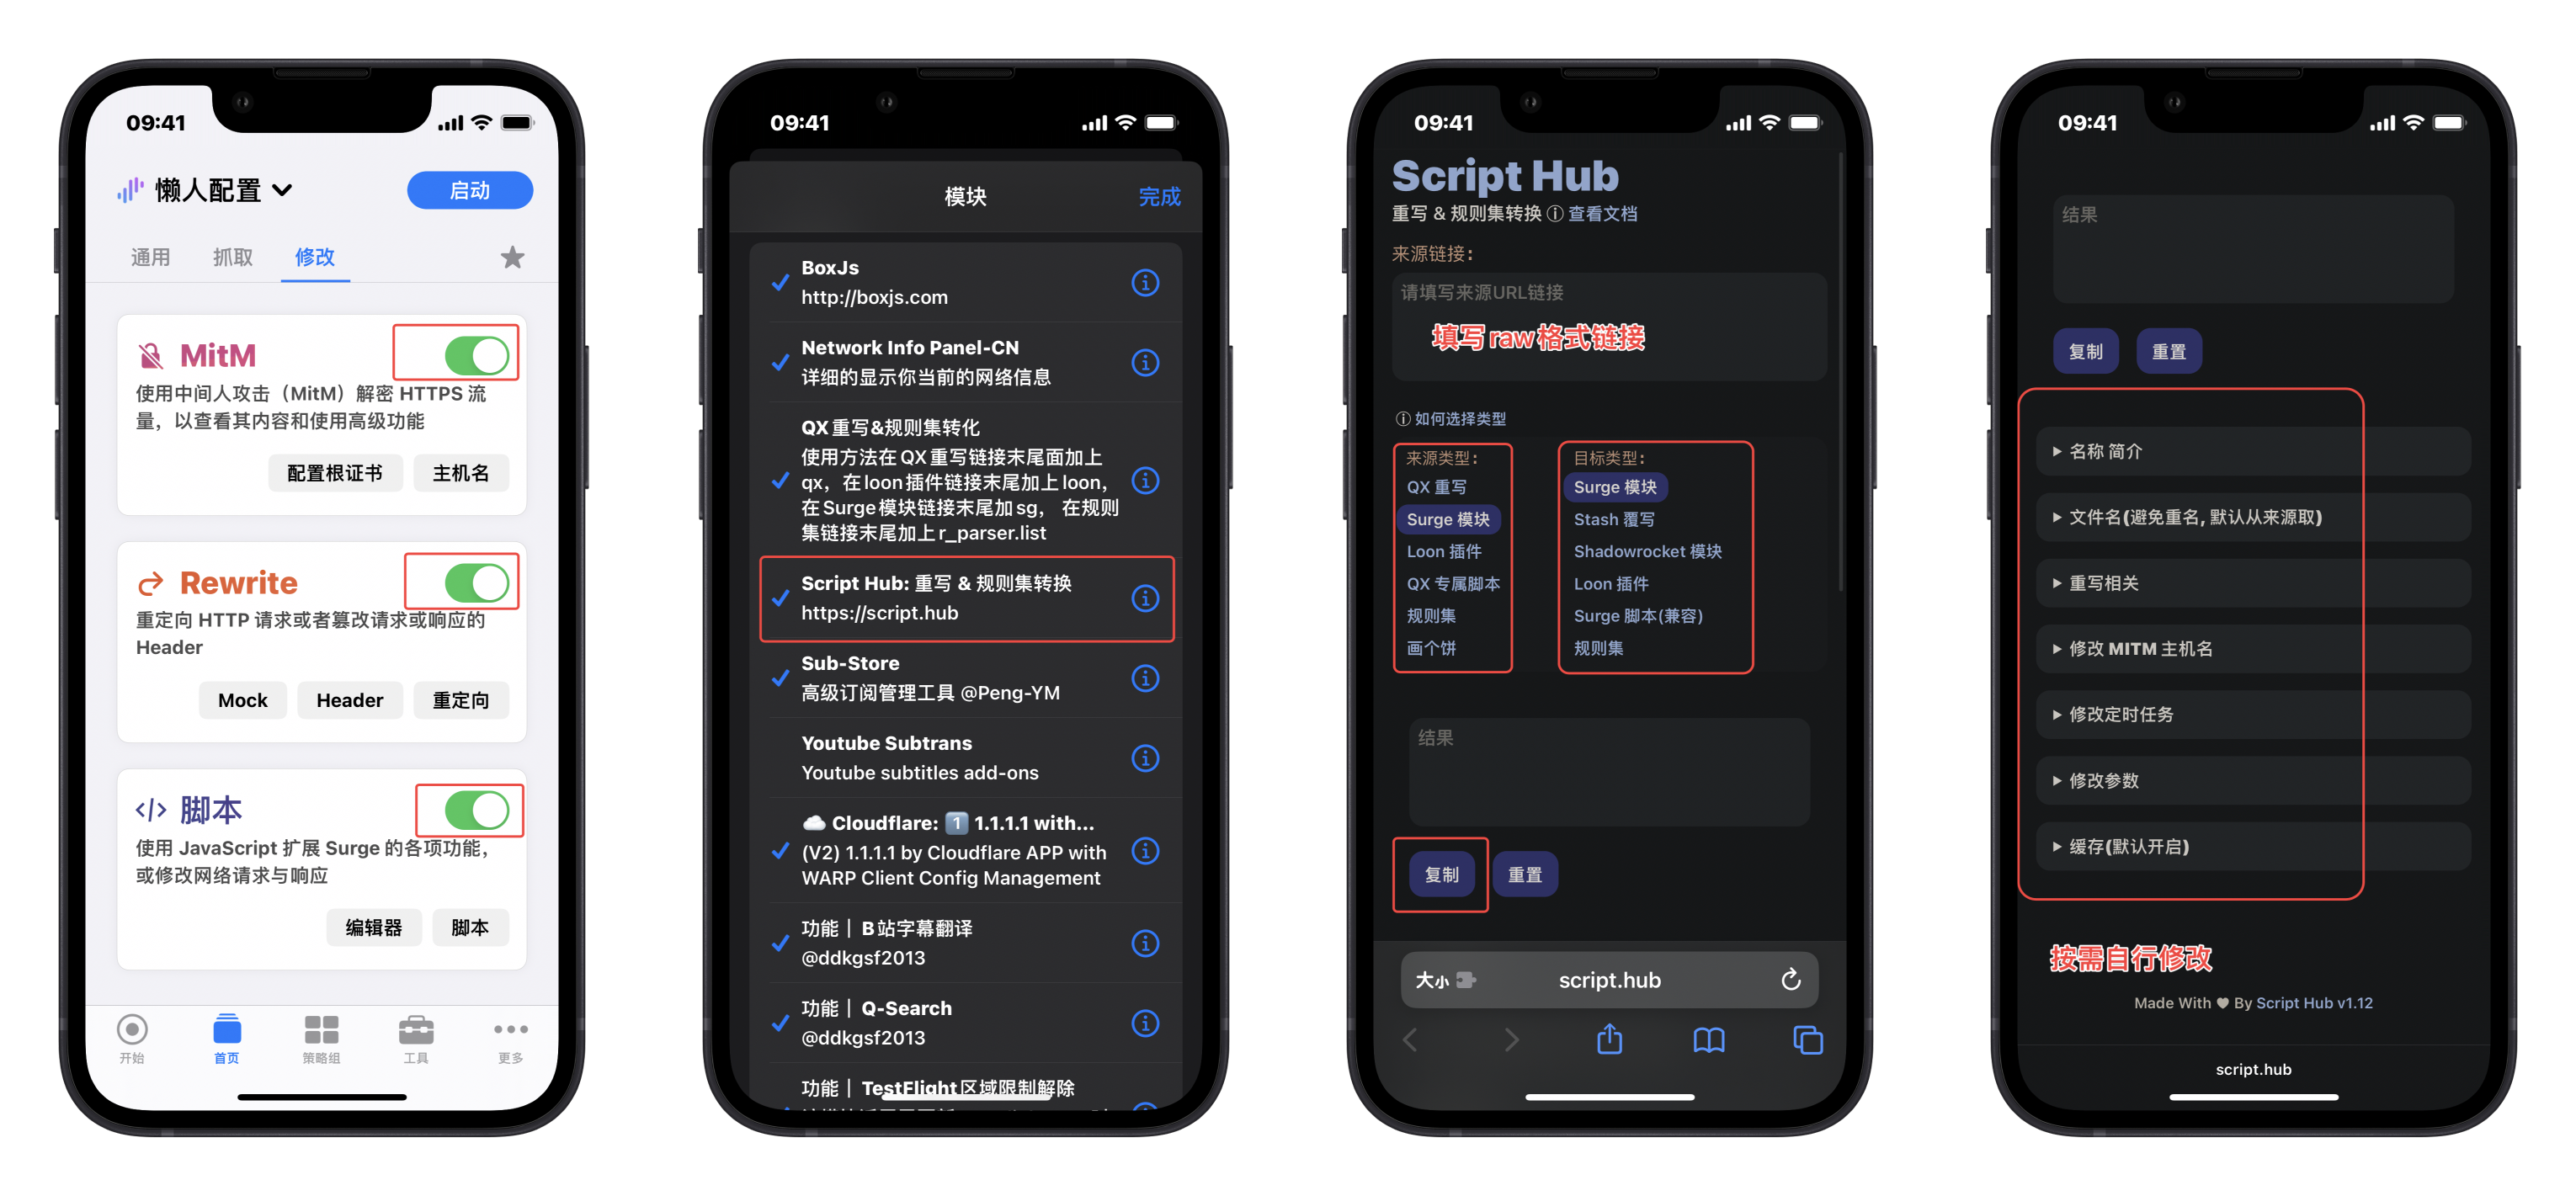 09:41
懒人配置
启动
通用
抓取
修改
MitM
使用中间人攻击（MitM）解密 HTTPS 流
量，以查看其内容和使用高级功能
配置根证书
主机名
Rewrite
重定向 HTTP 请求或者篡改请求或响应的
Header
Mock
Header
重定向
脚本
使用 JavaScript 扩展 Surge 的各项功能，
或修改网络请求与响应
编辑器
脚本
开始
首页
策略组
工具
更多
09:41
模块
完成
BoxJs
http://boxjs.com
Network Info Panel-CN
详细的显示你当前的网络信息
QX 重写&规则集转化
使用方法在 QX 重写链接末尾面加上
qx，在 loon 插件链接末尾加上 loon，
在 Surge 模块链接末尾加 sg， 在规则
集链接末尾加上 r_parser.list
Script Hub: 重写 & 规则集转换
https://script.hub
Sub-Store
高级订阅管理工具 @Peng-YM
Youtube Subtrans
Youtube subtitles add-ons
☁️ Cloudflare: 1️⃣ 1.1.1.1 with...
(V2) 1.1.1.1 by Cloudflare APP with
WARP Client Config Management
功能｜ B 站字幕翻译
@ddkgsf2013
功能｜ Q-Search
@ddkgsf2013
功能｜ TestFlight 区域限制解除
09:41
Script Hub
重写 & 规则集转换 ⓘ 查看文档
来源链接:
请填写来源URL链接
填写raw格式链接
ⓘ 如何选择类型
来源类型:
QX 重写
Surge 模块
Loon 插件
QX 专属脚本
规则集
画个饼
目标类型:
Surge 模块
Stash 覆写
Shadowrocket 模块
Loon 插件
Surge 脚本(兼容)
规则集
结果
复制
重置
大小
script.hub
09:41
结果
复制
重置
▶ 名称 简介
▶ 文件名(避免重名, 默认从来源取)
▶ 重写相关
▶ 修改 MITM 主机名
▶ 修改定时任务
▶ 修改参数
▶ 缓存(默认开启)
按需自行修改
Made With ♥ By Script Hub v1.12
script.hub